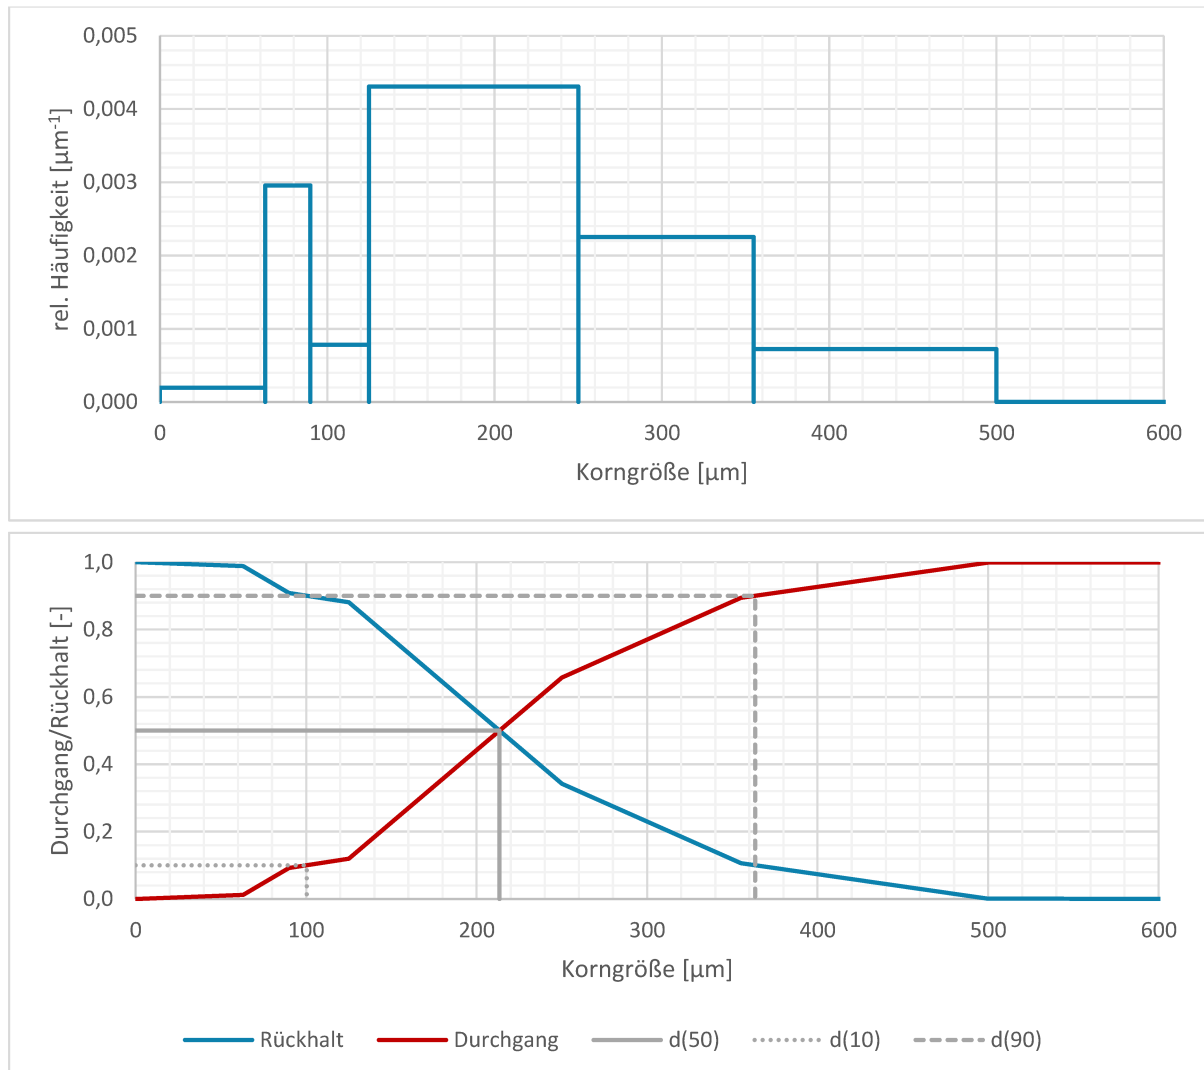 0,005
0,004
0,003
0,002
0,001
0,000
rel. Häufigkeit [µm-1]
0 100 200 300 400 500 600
Korngröße [µm]
1,0
0,8
0,6
0,4
0,2
0,0
Durchgang/Rückhalt [-]
0 100 200 300 400 500 600
Korngröße [µm]
Rückhalt Durchgang d(50) d(10) d(90)